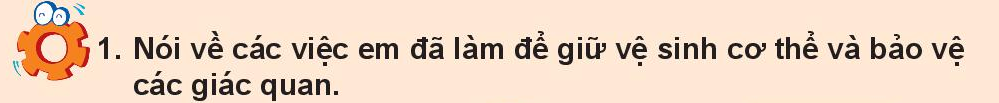 1. Nói về các việc em đã làm để giữ vệ sinh cơ thể và bảo vệ
các giác quan.